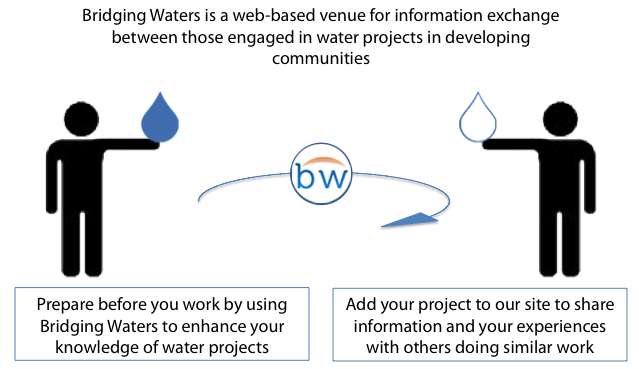 Bridging Waters is a web-based venue for information exchange
between those engaged in water projects in developing
communities
bw
Prepare before you work by using
Bridging Waters to enhance your
knowledge of water projects
Add your project to our site to share
information and your experiences
with others doing similar work